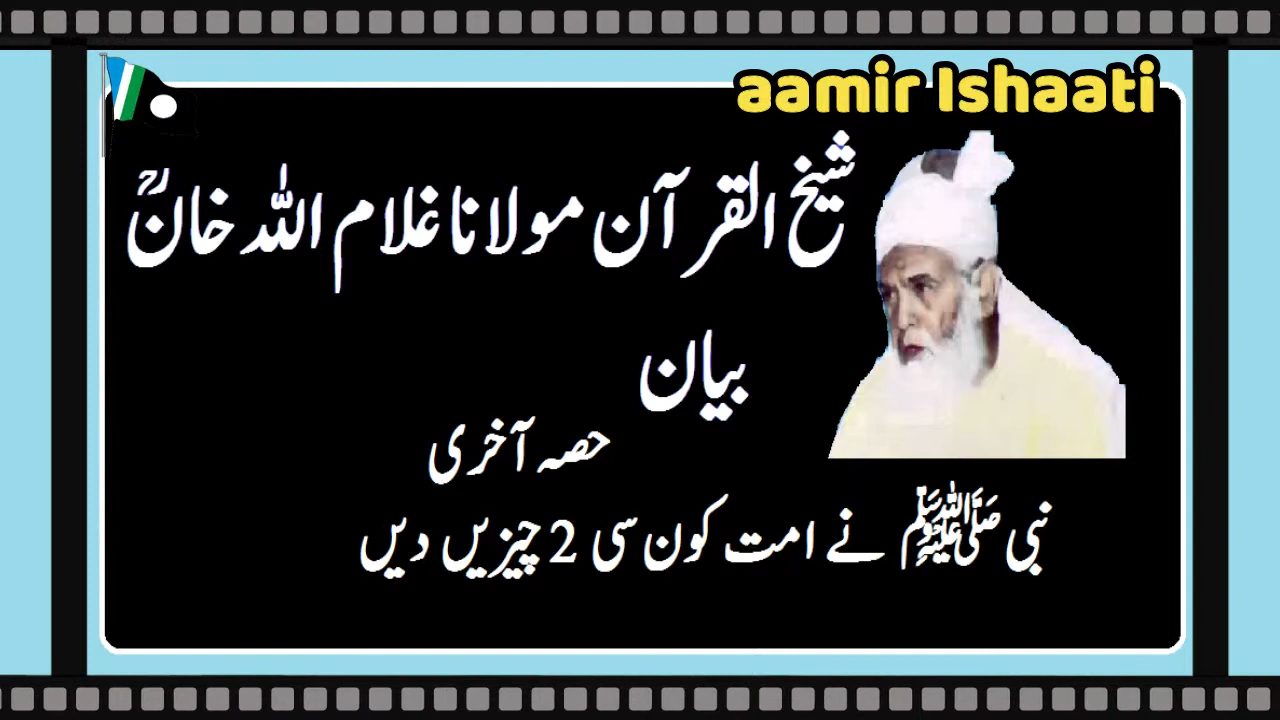 aamir Ishaati
شیخ القرآن مولانا غلام اللہ خانؒ
بیان
حصہ آخری
نبی ﷺ نے امت کون سی 2 چیزیں دیں